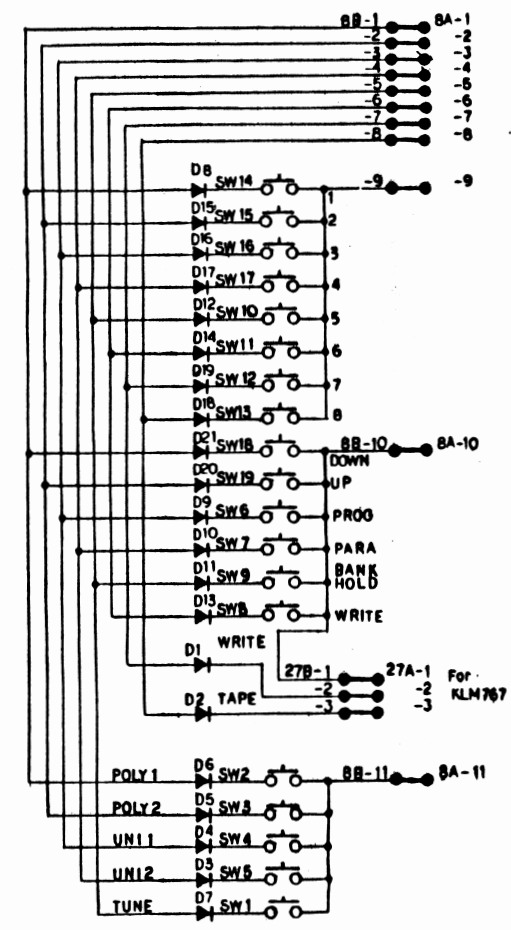 8B-1 8A-1
-2 -2
-3 -3
-4 -4
-5 -5
-6 -6
-7 -7
-8 -8
D8 SW14 1 -9 -9
D15 SW15 2
D16 SW16 3
D17 SW17 4
D12 SW10 5
D14 SW11 6
D19 SW12 7
D18 SW13 8
D21 SW18 8B-10 8A-10
DOWN
D20 SW19 UP
D9 SW6 PROG
D10 SW7 PARA
D11 SW9 BANK
HOLD
D13 SW8 WRITE
D1 WRITE 27B-1 27A-1 For
-2 -2 KLM767
D2 TAPE -3 -3
POLY1 D6 SW2 8B-11 8A-11
POLY2 D5 SW3
UNI1 D4 SW4
UNI2 D3 SW5
TUNE D7 SW1